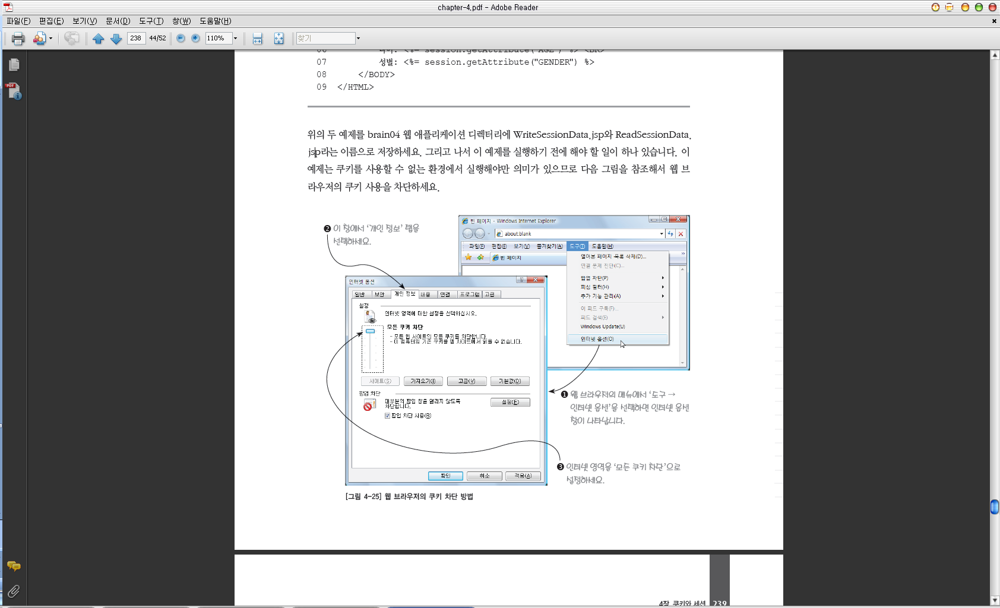 chapter-4.pdf - Adobe Reader
파일(F) 편집(E) 보기(V) 문서(D) 도구(T) 창(W) 도움말(H)
238 44/52 110% 찾기
06 나이: <%= session.getAttribute("AGE") %> <BR>
07 성별: <%= session.getAttribute("GENDER") %>
08 </BODY>
09 </HTML>
위의 두 예제를 brain04 웹 애플리케이션 디렉터리에 WriteSessionData.jsp와 ReadSessionData.
jsp라는 이름으로 저장하세요. 그리고 나서 이 예제를 실행하기 전에 해야 할 일이 하나 있습니다. 이
예제는 쿠키를 사용할 수 없는 환경에서 실행해야만 의미가 있으므로 다음 그림을 참조해서 웹 브
라우저의 쿠키 사용을 차단하세요.
❷ 이 창에서 ‘개인 정보’ 탭을
선택하세요.
빈 페이지 - Windows Internet Explorer
about:blank
파일(F) 편집(E) 보기(V) 즐겨찾기(A) 도구(T) 도움말(H)
빈 페이지
열어본 페이지 목록 삭제(D)...
연결 문제 진단(C)...
팝업 차단(P)
피싱 필터(H)
추가 기능 관리(A)
이 피드 구독(F)...
피드 검색(E)
Windows Update(U)
인터넷 옵션(O)
인터넷 옵션
일반 보안 개인 정보 내용 연결 프로그램 고급
설정
인터넷 영역에 대한 설정을 선택하십시오.
모든 쿠키 차단
- 모든 웹 사이트의 모든 쿠키를 차단합니다.
- 이 컴퓨터의 기존 쿠키를 웹 사이트에서 읽을 수 없습니다.
사이트(S) 가져오기(I) 고급(V) 기본값(D)
팝업 차단
대부분의 팝업 창을 열리지 않도록
차단합니다.
설정(E)
팝업 차단 사용(B)
확인 취소 적용(A)
❶ 웹 브라우저의 메뉴에서 ‘도구 →
인터넷 옵션’을 선택하면 인터넷 옵션
창이 나타납니다.
❸ 인터넷 영역을 ‘모든 쿠키 차단’으로
설정하세요.
[그림 4-25] 웹 브라우저의 쿠키 차단 방법
4장 쿠키와 세션 239